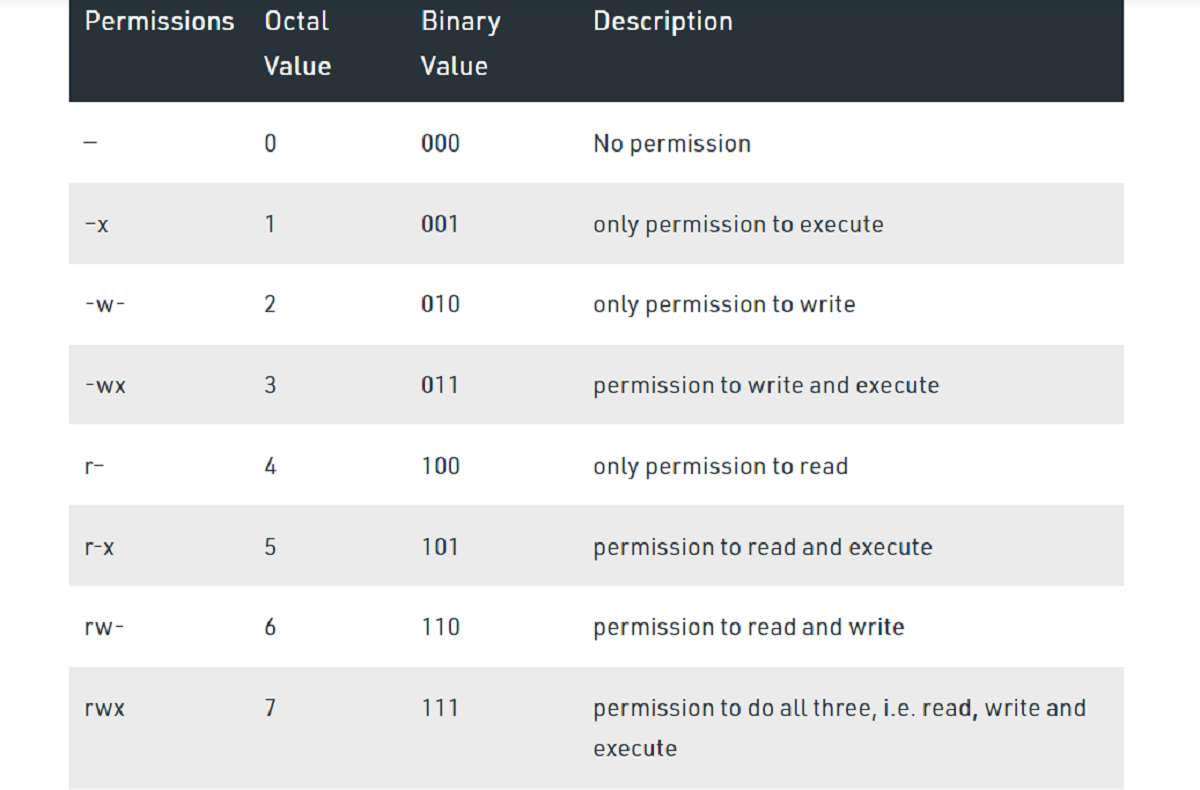 Permissions Octal Value Binary Value Description
– 0 000 No permission
–x 1 001 only permission to execute
-w- 2 010 only permission to write
-wx 3 011 permission to write and execute
r– 4 100 only permission to read
r-x 5 101 permission to read and execute
rw- 6 110 permission to read and write
rwx 7 111 permission to do all three, i.e. read, write and
execute